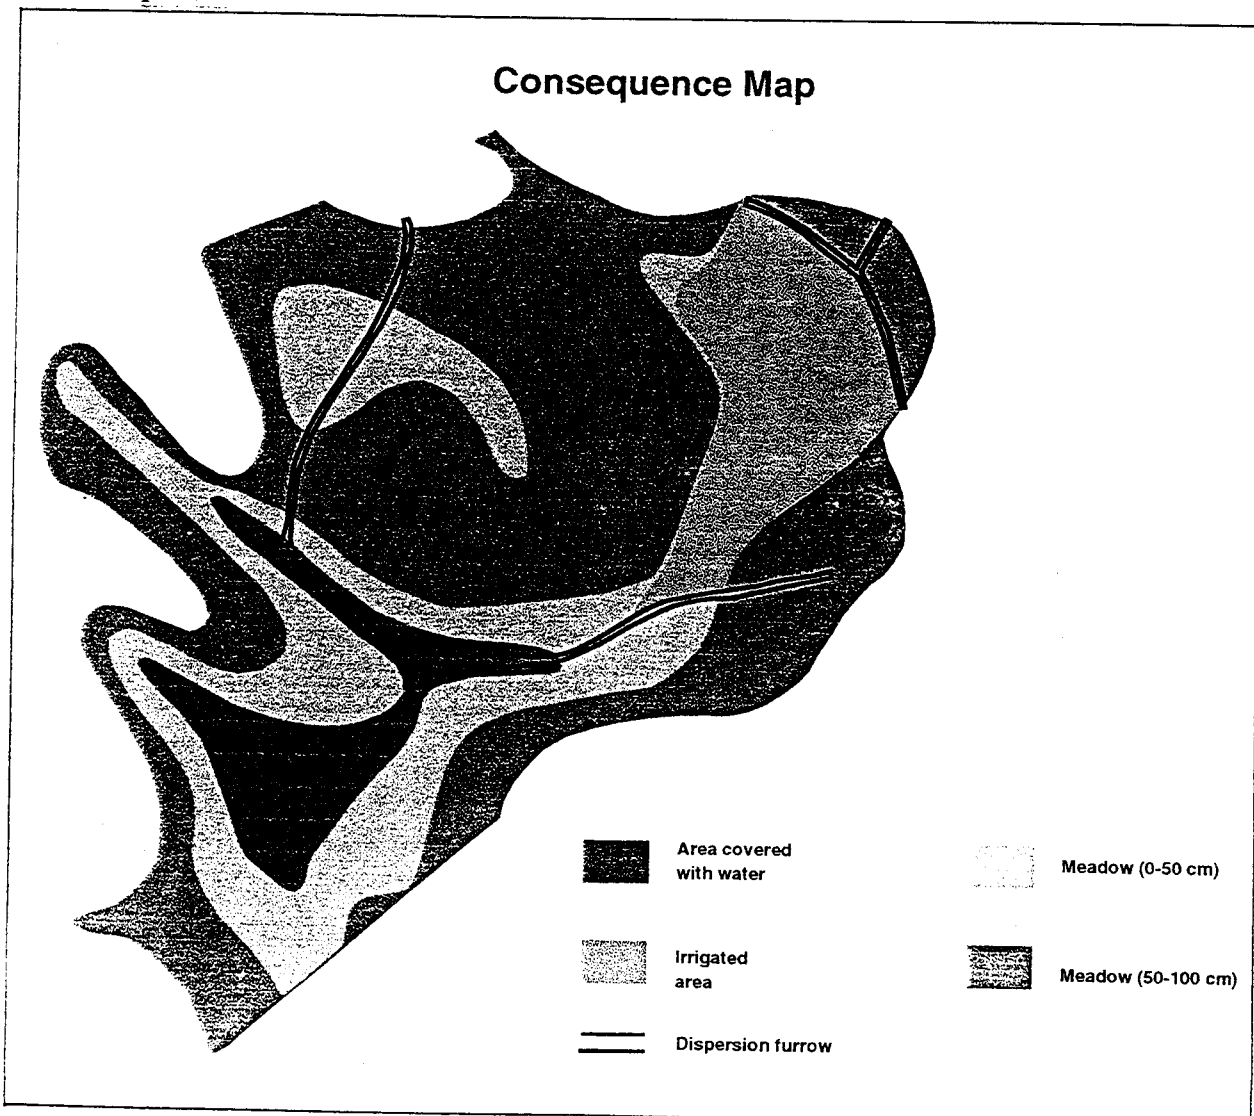 Consequence Map
Area covered
with water
Meadow (0-50 cm)
Irrigated
area
Meadow (50-100 cm)
Dispersion furrow